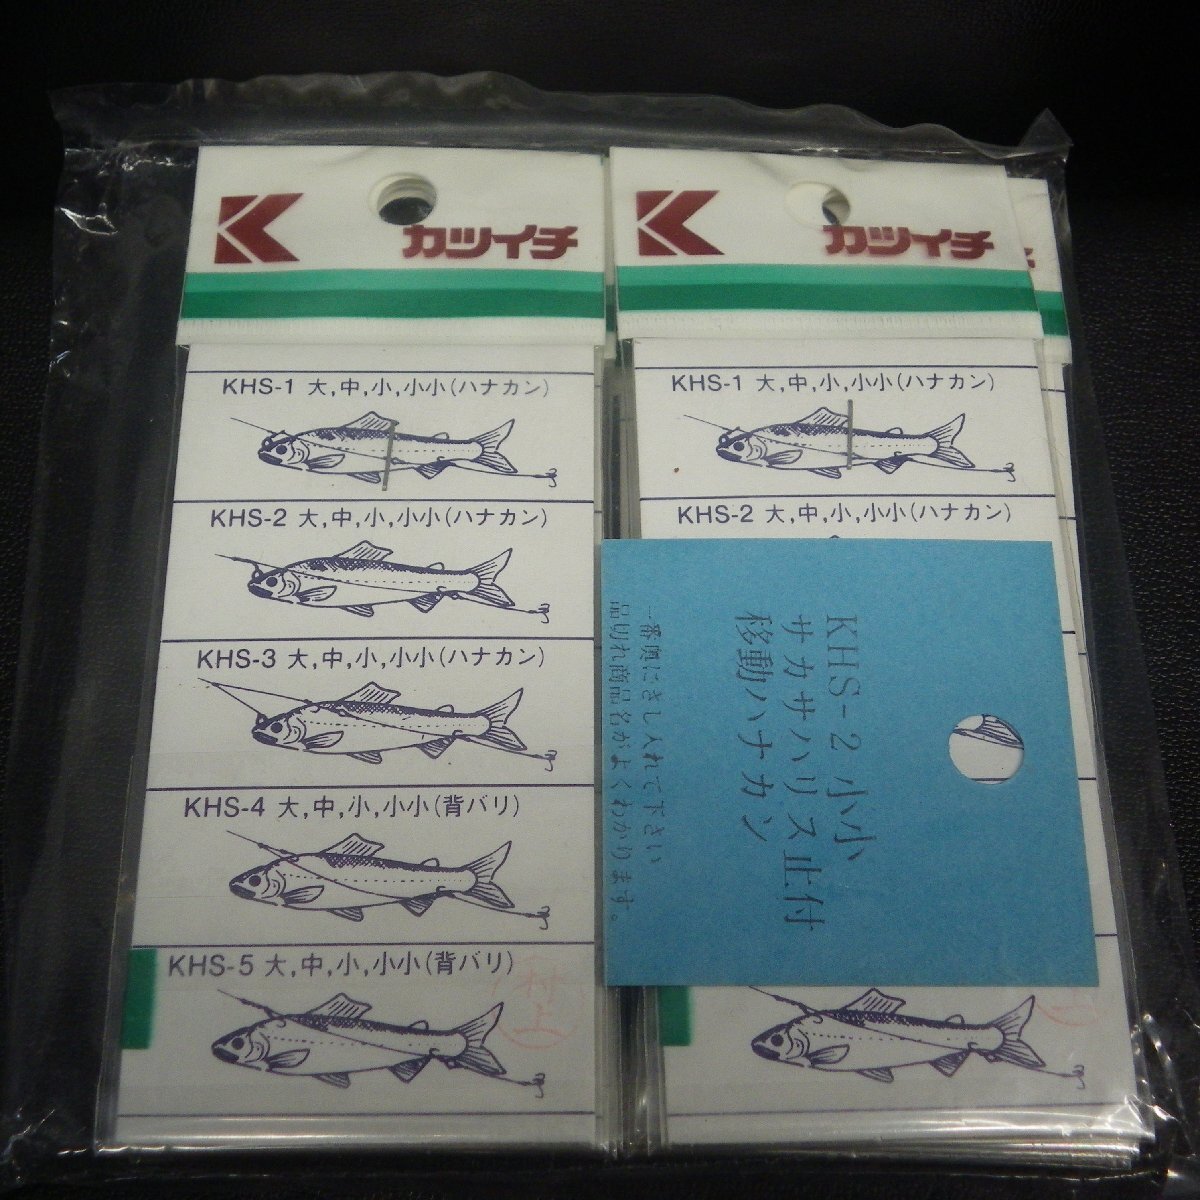 K カツイチ
KHS-1 大,中,小,小小(ハナカン)
KHS-2 大,中,小,小小(ハナカン)
KHS-3 大,中,小,小小(ハナカン)
KHS-4 大,中,小,小小(背バリ)
KHS-5 大,中,小,小小(背バリ)
村上
K カツイチ
KHS-1 大,中,小,小小(ハナカン)
KHS-2 大,中,小,小小(ハナカン)
KHS-2 小小
サカサハリス止付
移動ハナカン
一番奥にさし入れて下さい
品切れ商品名がよくわかります。